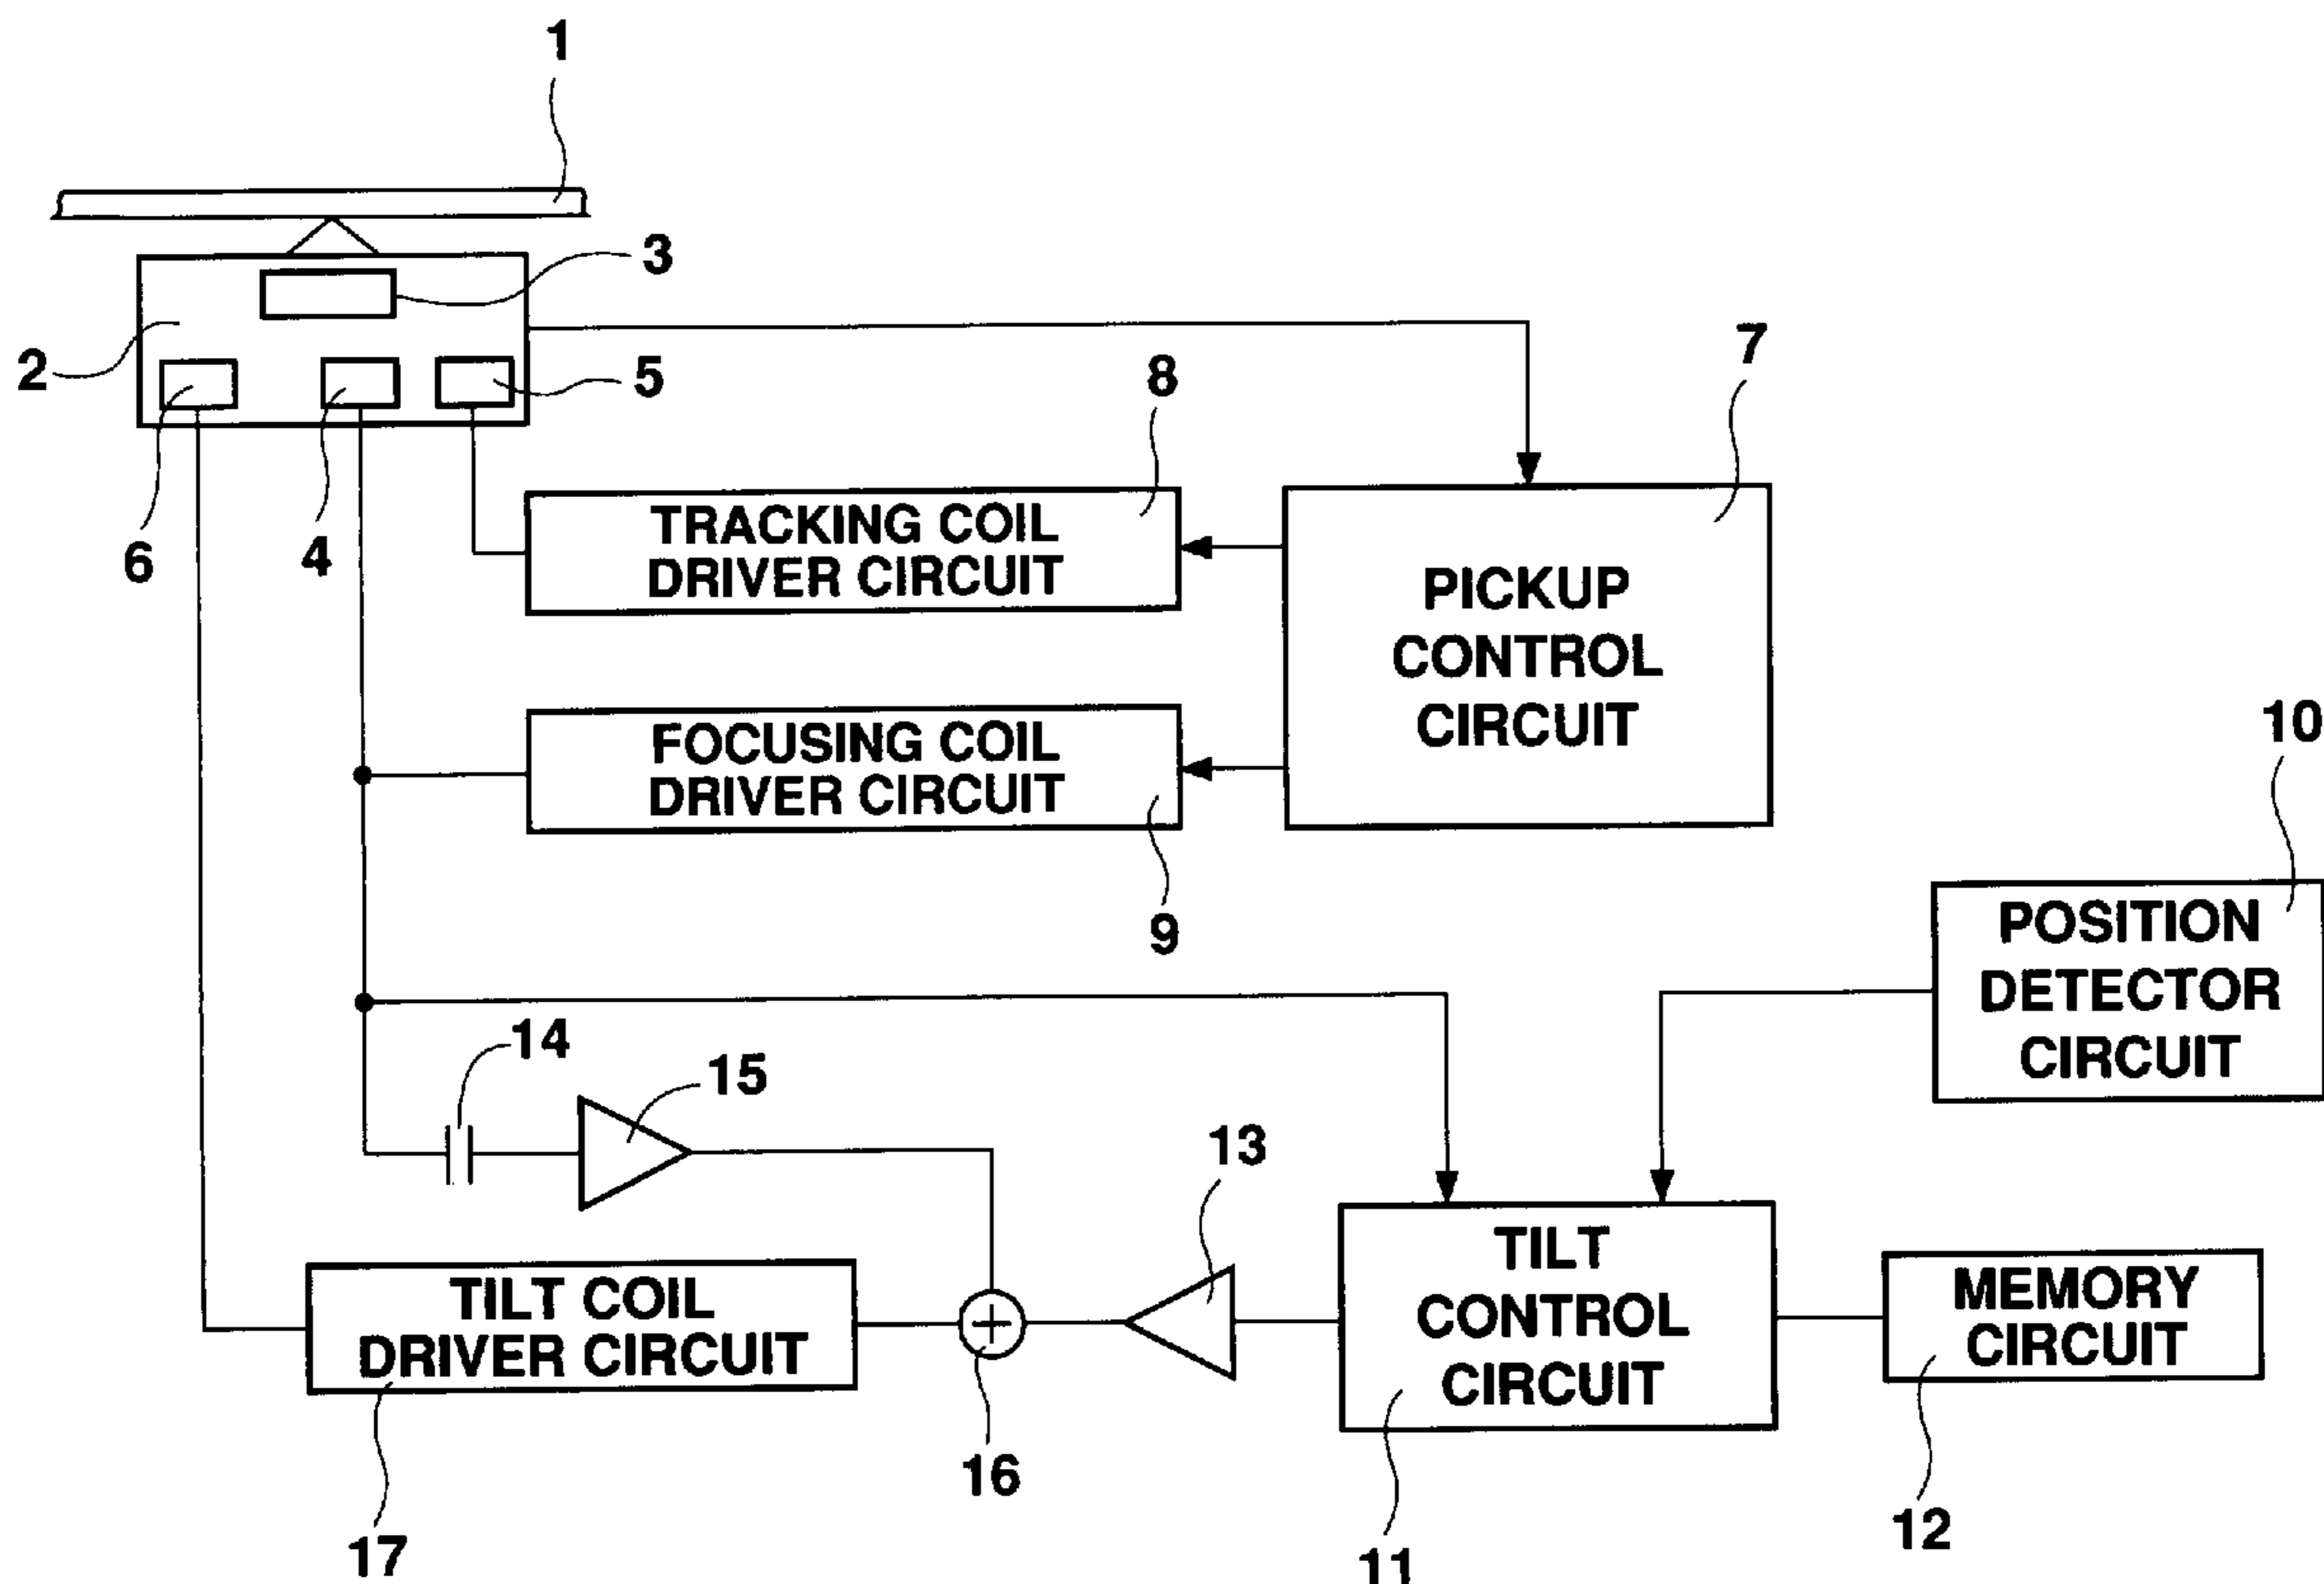 1
3
2
5
8
7
6
4
TRACKING COIL
DRIVER CIRCUIT
PICKUP
CONTROL
CIRCUIT
FOCUSING COIL
DRIVER CIRCUIT
10
9
POSITION
DETECTOR
CIRCUIT
14
15
13
TILT
CONTROL
CIRCUIT
MEMORY
CIRCUIT
TILT COIL
DRIVER CIRCUIT
16
12
17
11